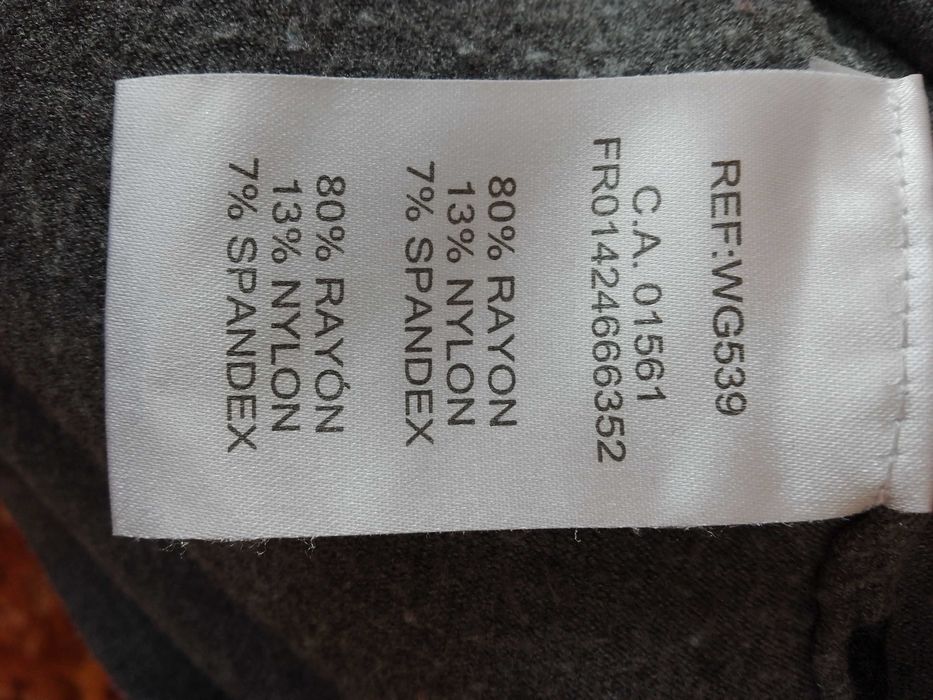 REF:WG539
C.A. 01561
FR0142466352
80% RAYON
13% NYLON
7% SPANDEX
80% RAYÓN
13% NYLON
7% SPANDEX